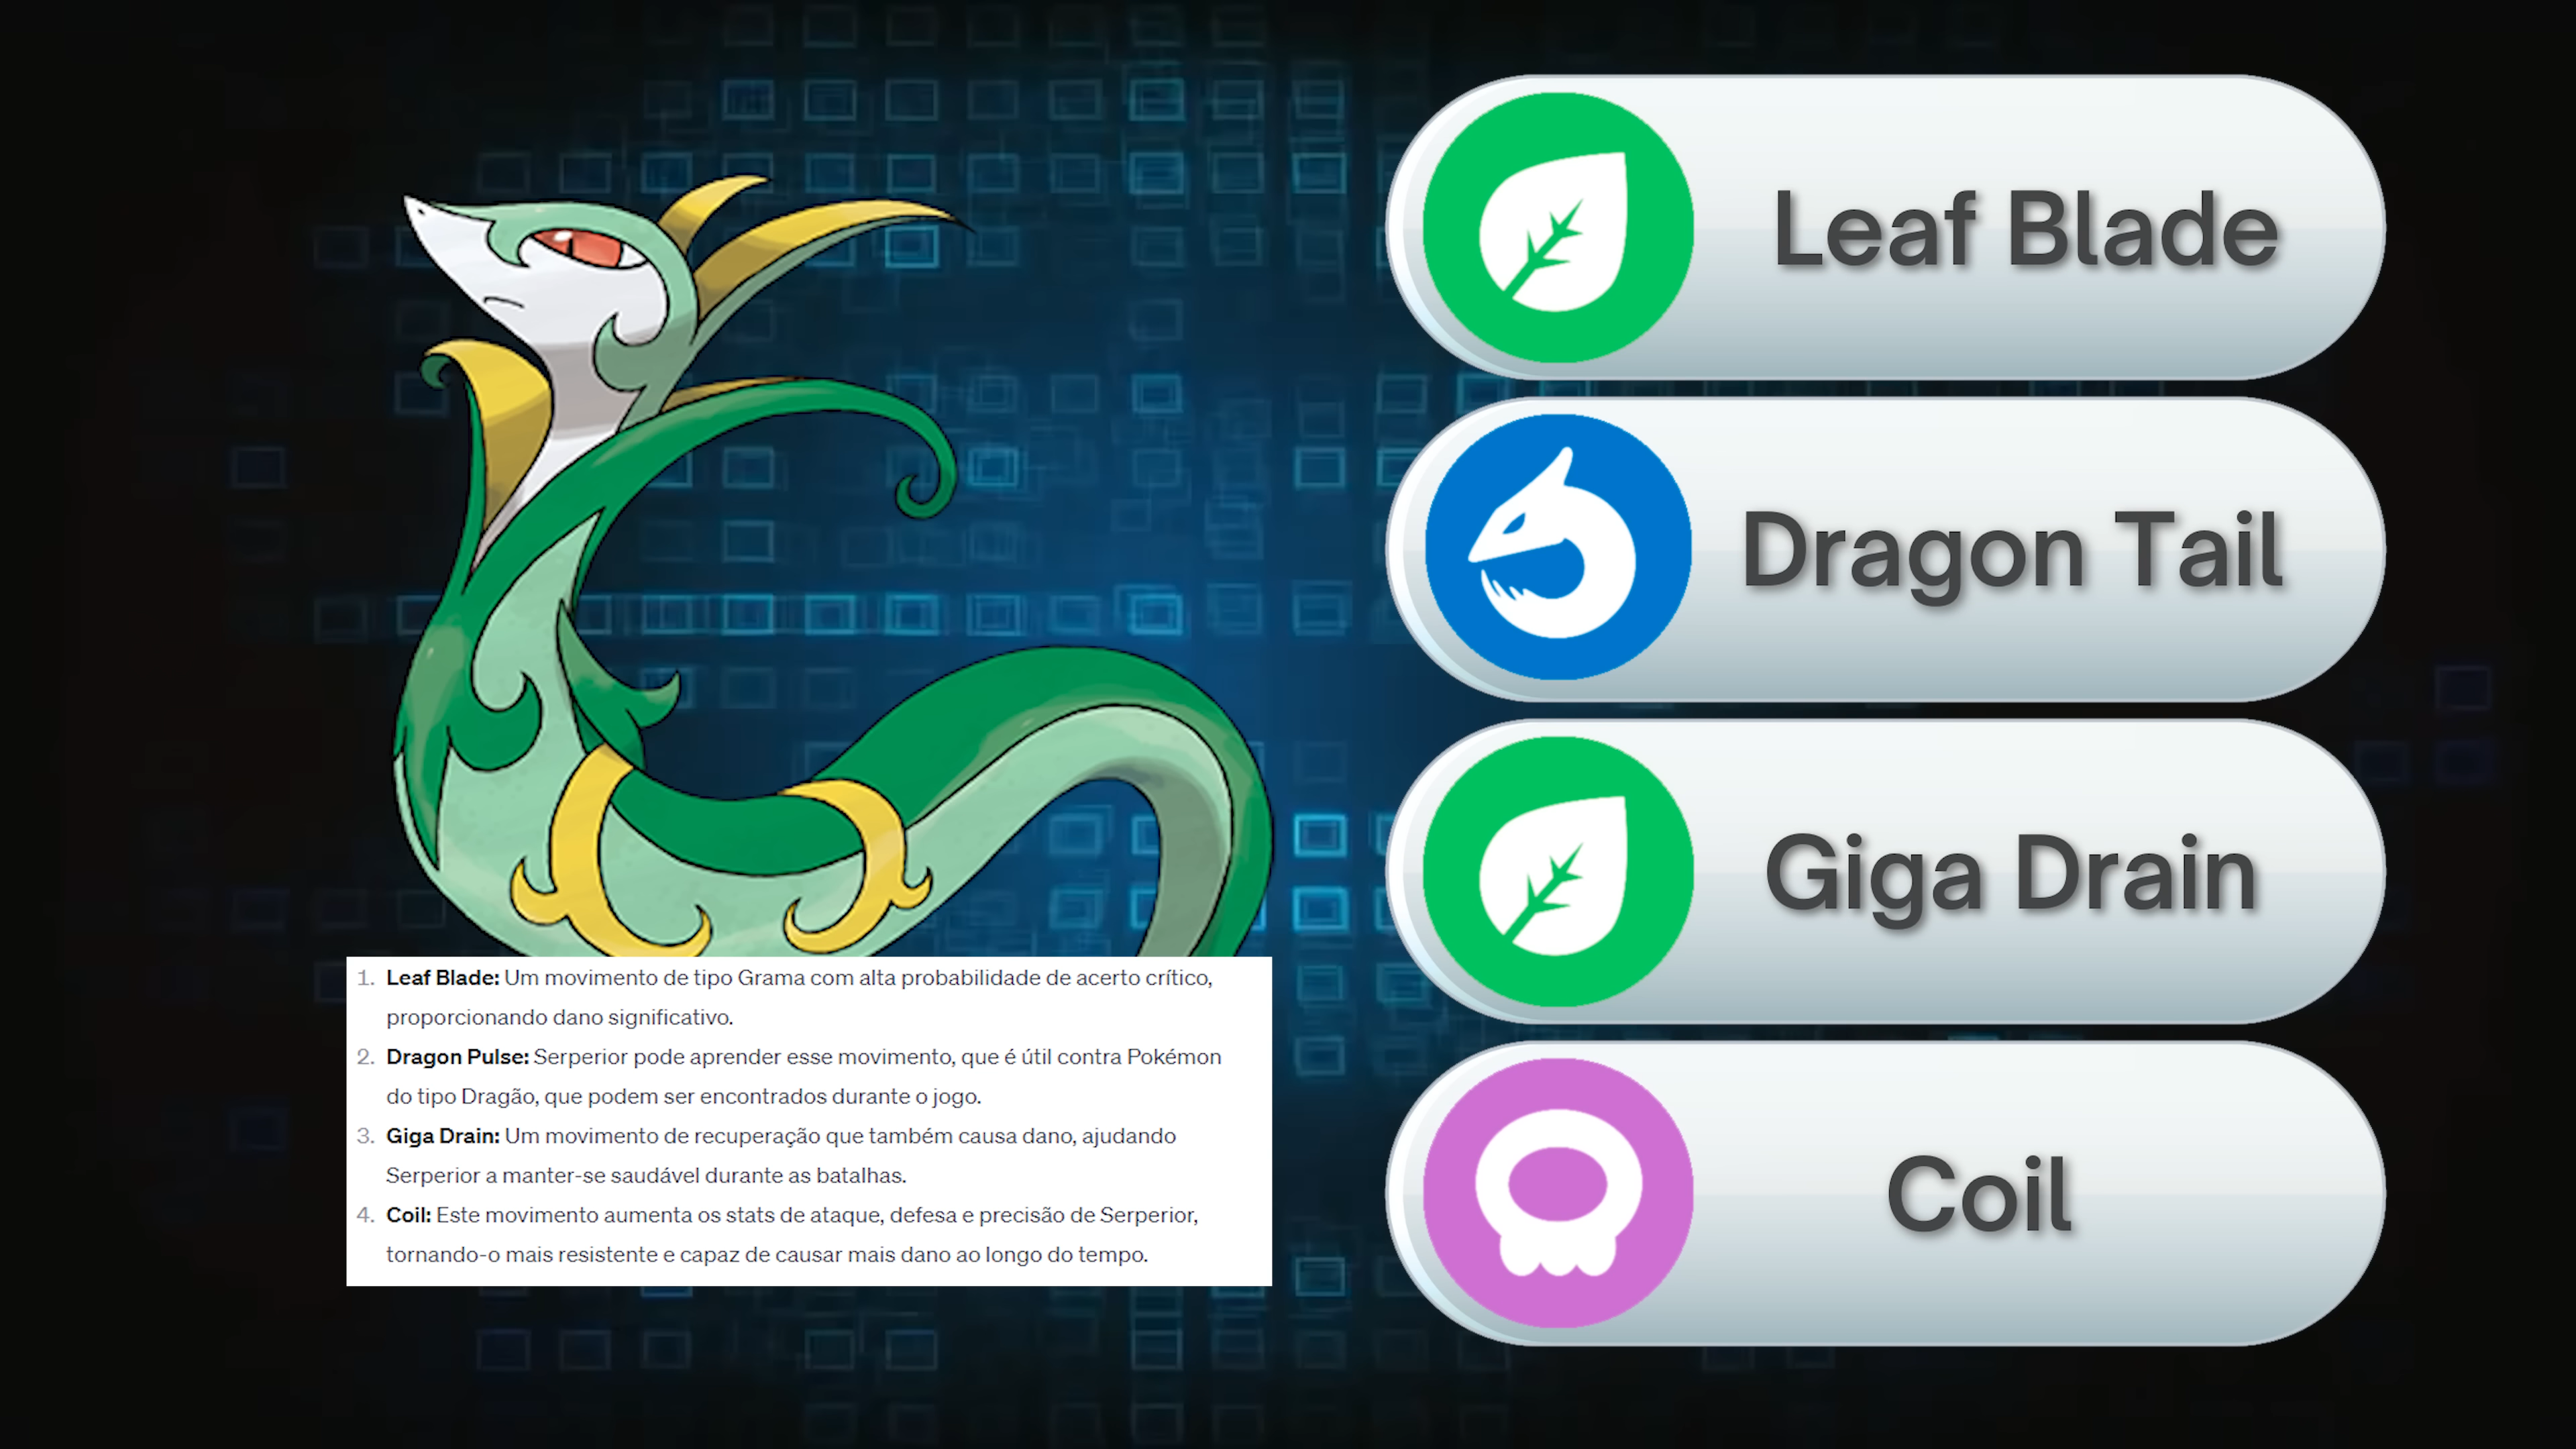 Leaf Blade
Dragon Tail
Giga Drain
Coil
1. Leaf Blade: Um movimento de tipo Grama com alta probabilidade de acerto crítico,
proporcionando dano significativo.
2. Dragon Pulse: Serperior pode aprender esse movimento, que é útil contra Pokémon
do tipo Dragão, que podem ser encontrados durante o jogo.
3. Giga Drain: Um movimento de recuperação que também causa dano, ajudando
Serperior a manter-se saudável durante as batalhas.
4. Coil: Este movimento aumenta os stats de ataque, defesa e precisão de Serperior,
tornando-o mais resistente e capaz de causar mais dano ao longo do tempo.